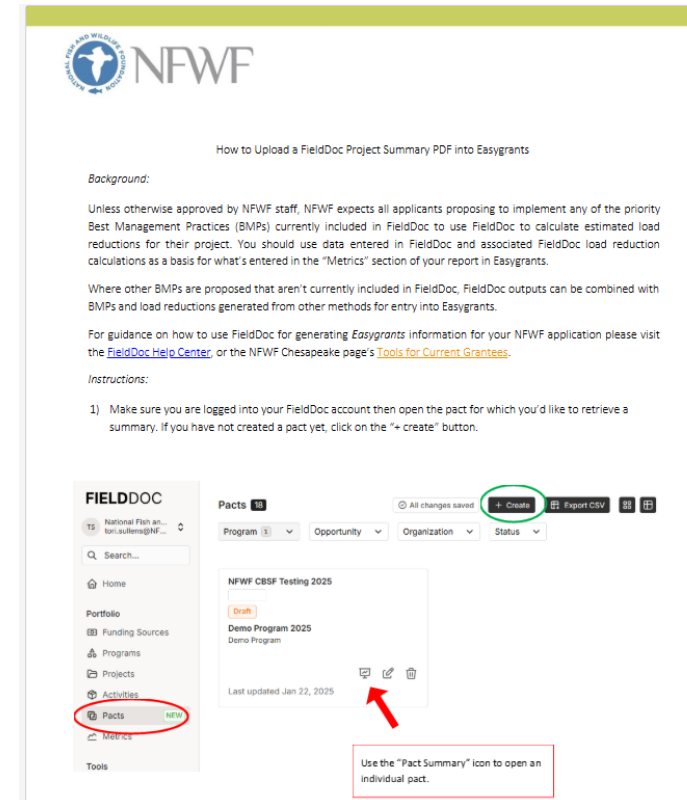 NATIONAL FISH AND WILDLIFE FOUNDATION
NFWF
How to Upload a FieldDoc Project Summary PDF into Easygrants
Background:
Unless otherwise approved by NFWF staff, NFWF expects all applicants proposing to implement any of the priority
Best Management Practices (BMPs) currently included in FieldDoc to use FieldDoc to calculate estimated load
reductions for their project. You should use data entered in FieldDoc and associated FieldDoc load reduction
calculations as a basis for what's entered in the “Metrics” section of your report in Easygrants.
Where other BMPs are proposed that aren't currently included in FieldDoc, FieldDoc outputs can be combined with
BMPs and load reductions generated from other methods for entry into Easygrants.
For guidance on how to use FieldDoc for generating Easygrants information for your NFWF application please visit
the FieldDoc Help Center, or the NFWF Chesapeake page's Tools for Current Grantees.
Instructions:
1) Make sure you are logged into your FieldDoc account then open the pact for which you'd like to retrieve a
summary. If you have not created a pact yet, click on the “+ create” button.
FIELDDOC
TS National Fish an...
tori.sullens@NF...
Search...
Home
Portfolio
Funding Sources
Programs
Projects
Activities
Pacts NEW
Metrics
Tools
Pacts 18
All changes saved
+ Create
Export CSV
Program 1
Opportunity
Organization
Status
NFWF CBSF Testing 2025
Draft
Demo Program 2025
Demo Program
Last updated Jan 22, 2025
Use the “Pact Summary” icon to open an
individual pact.